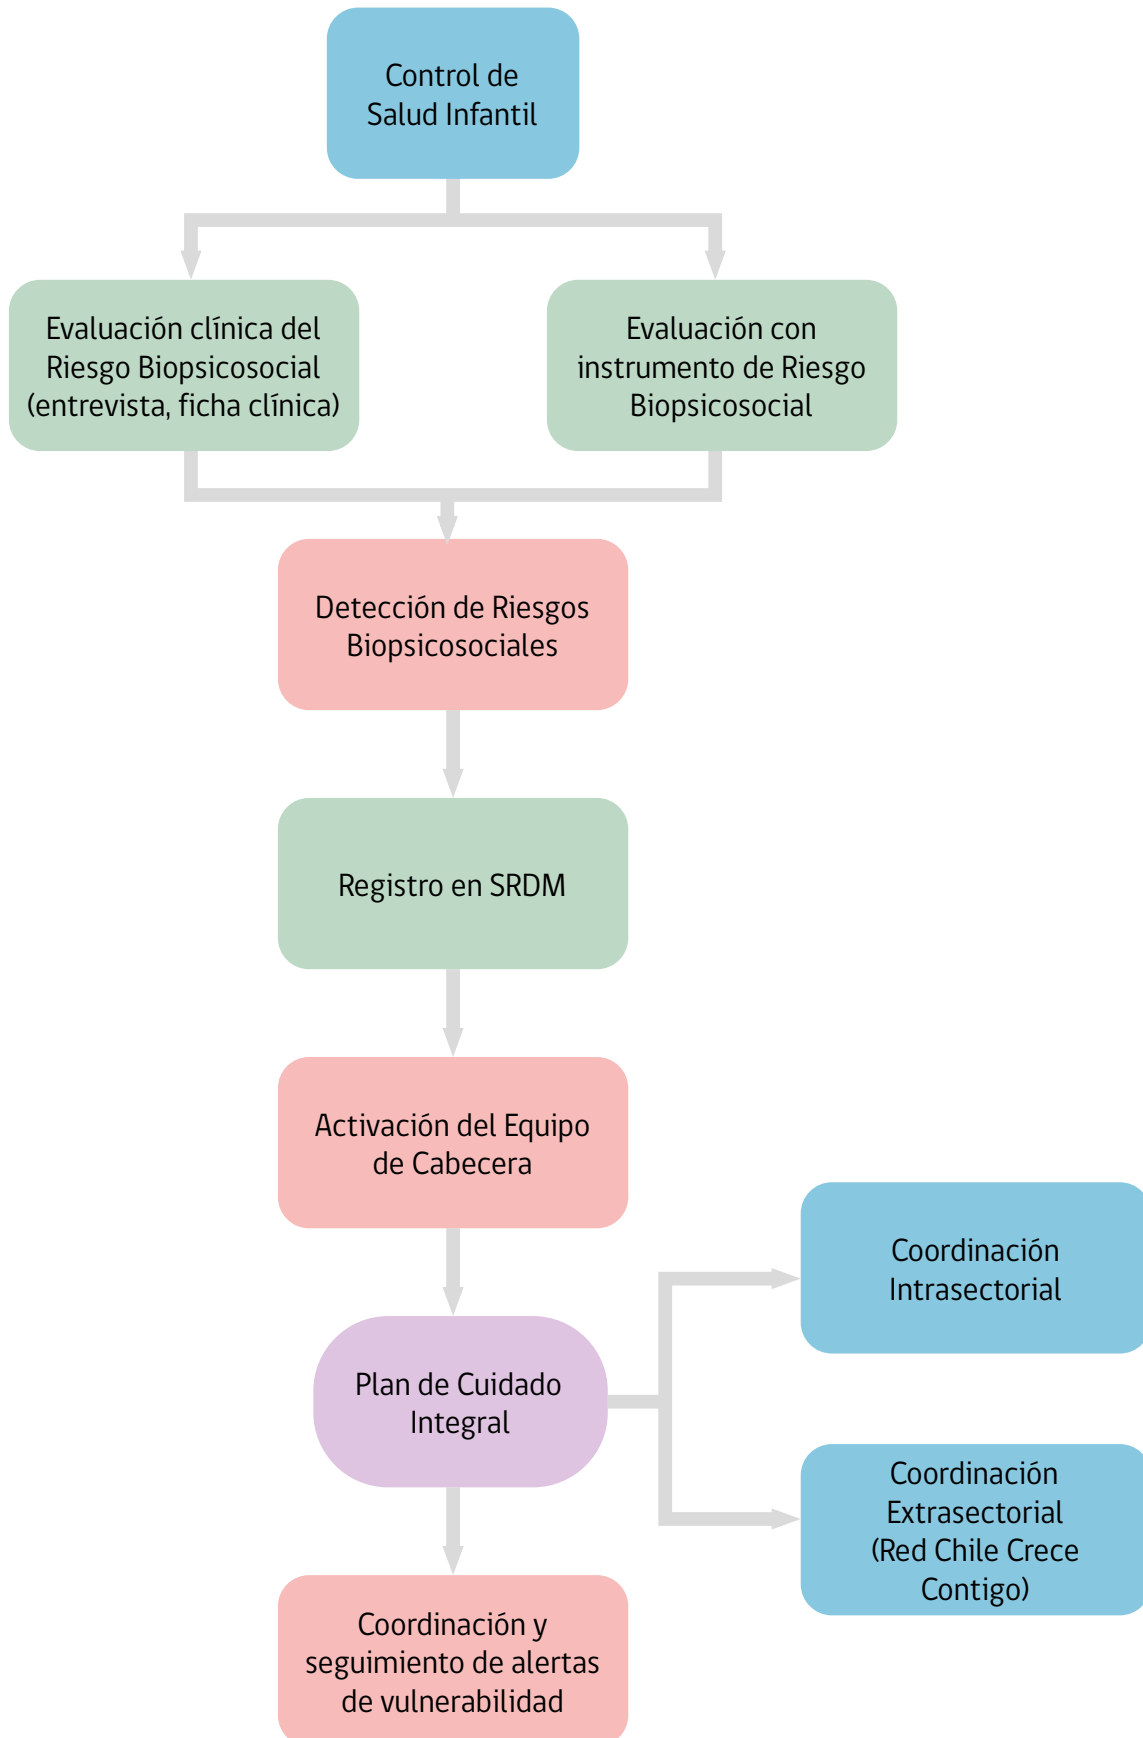 Control de
Salud Infantil
Evaluación clínica del
Riesgo Biopsicosocial
(entrevista, ficha clínica)
Evaluación con
instrumento de Riesgo
Biopsicosocial
Detección de Riesgos
Biopsicosociales
Registro en SRDM
Activación del Equipo
de Cabecera
Plan de Cuidado
Integral
Coordinación
Intrasectorial
Coordinación
Extrasectorial
(Red Chile Crece
Contigo)
Coordinación y
seguimiento de alertas
de vulnerabilidad